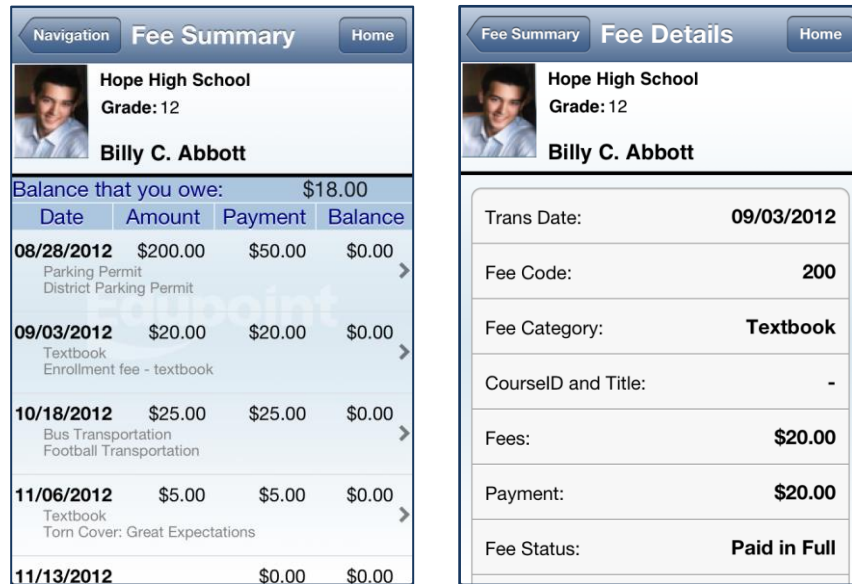 Navigation Fee Summary Home
Hope High School
Grade: 12
Billy C. Abbott
Balance that you owe: $18.00
Date Amount Payment Balance
08/28/2012 $200.00 $50.00 $0.00
Parking Permit
District Parking Permit
Edupoint
09/03/2012 $20.00 $20.00 $0.00
Textbook
Enrollment fee - textbook
10/18/2012 $25.00 $25.00 $0.00
Bus Transportation
Football Transportation
11/06/2012 $5.00 $5.00 $0.00
Textbook
Torn Cover: Great Expectations
11/13/2012 $0.00 $0.00
Fee Summary Fee Details Home
Hope High School
Grade: 12
Billy C. Abbott
Trans Date: 09/03/2012
Fee Code: 200
Fee Category: Textbook
CourseID and Title: -
Fees: $20.00
Payment: $20.00
Fee Status: Paid in Full